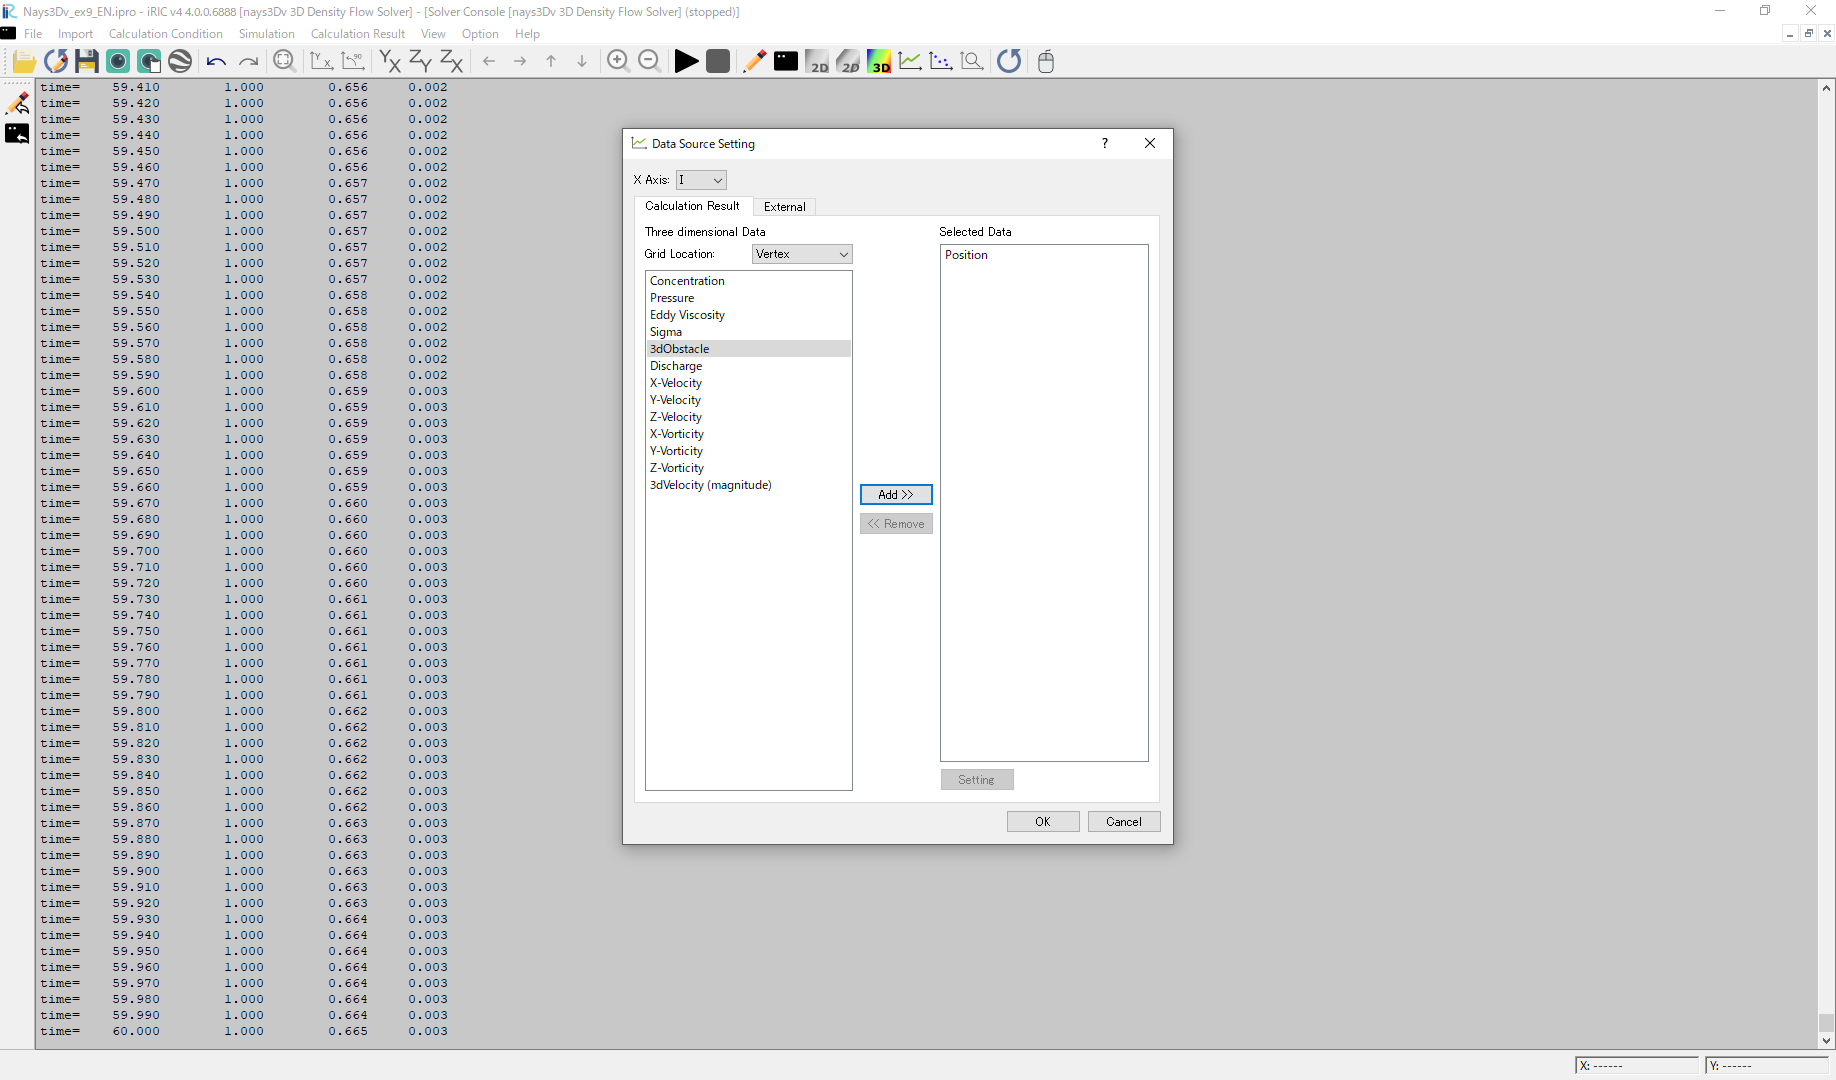 Nays3Dv_ex9_EN.ipro - iRIC v4 4.0.0.6888 [nays3Dv 3D Density Flow Solver] - [Solver Console [nays3Dv 3D Density Flow Solver] (stopped)]
File Import Calculation Condition Simulation Calculation Result View Option Help
time= 59.410 1.000 0.656 0.002
time= 59.420 1.000 0.656 0.002
time= 59.430 1.000 0.656 0.002
time= 59.440 1.000 0.656 0.002
time= 59.450 1.000 0.656 0.002
time= 59.460 1.000 0.656 0.002
time= 59.470 1.000 0.657 0.002
time= 59.480 1.000 0.657 0.002
time= 59.490 1.000 0.657 0.002
time= 59.500 1.000 0.657 0.002
time= 59.510 1.000 0.657 0.002
time= 59.520 1.000 0.657 0.002
time= 59.530 1.000 0.657 0.002
time= 59.540 1.000 0.658 0.002
time= 59.550 1.000 0.658 0.002
time= 59.560 1.000 0.658 0.002
time= 59.570 1.000 0.658 0.002
time= 59.580 1.000 0.658 0.002
time= 59.590 1.000 0.658 0.002
time= 59.600 1.000 0.659 0.003
time= 59.610 1.000 0.659 0.003
time= 59.620 1.000 0.659 0.003
time= 59.630 1.000 0.659 0.003
time= 59.640 1.000 0.659 0.003
time= 59.650 1.000 0.659 0.003
time= 59.660 1.000 0.659 0.003
time= 59.670 1.000 0.660 0.003
time= 59.680 1.000 0.660 0.003
time= 59.690 1.000 0.660 0.003
time= 59.700 1.000 0.660 0.003
time= 59.710 1.000 0.660 0.003
time= 59.720 1.000 0.660 0.003
time= 59.730 1.000 0.661 0.003
time= 59.740 1.000 0.661 0.003
time= 59.750 1.000 0.661 0.003
time= 59.760 1.000 0.661 0.003
time= 59.770 1.000 0.661 0.003
time= 59.780 1.000 0.661 0.003
time= 59.790 1.000 0.661 0.003
time= 59.800 1.000 0.662 0.003
time= 59.810 1.000 0.662 0.003
time= 59.820 1.000 0.662 0.003
time= 59.830 1.000 0.662 0.003
time= 59.840 1.000 0.662 0.003
time= 59.850 1.000 0.662 0.003
time= 59.860 1.000 0.662 0.003
time= 59.870 1.000 0.663 0.003
time= 59.880 1.000 0.663 0.003
time= 59.890 1.000 0.663 0.003
time= 59.900 1.000 0.663 0.003
time= 59.910 1.000 0.663 0.003
time= 59.920 1.000 0.663 0.003
time= 59.930 1.000 0.664 0.003
time= 59.940 1.000 0.664 0.003
time= 59.950 1.000 0.664 0.003
time= 59.960 1.000 0.664 0.003
time= 59.970 1.000 0.664 0.003
time= 59.980 1.000 0.664 0.003
time= 59.990 1.000 0.664 0.003
time= 60.000 1.000 0.665 0.003
Data Source Setting
X Axis: I
Calculation Result External
Three dimensional Data
Grid Location: Vertex
Concentration
Pressure
Eddy Viscosity
Sigma
3dObstacle
Discharge
X-Velocity
Y-Velocity
Z-Velocity
X-Vorticity
Y-Vorticity
Z-Vorticity
3dVelocity (magnitude)
Add >>
<< Remove
Selected Data
Position
Setting
OK Cancel
X: ------ Y: ------